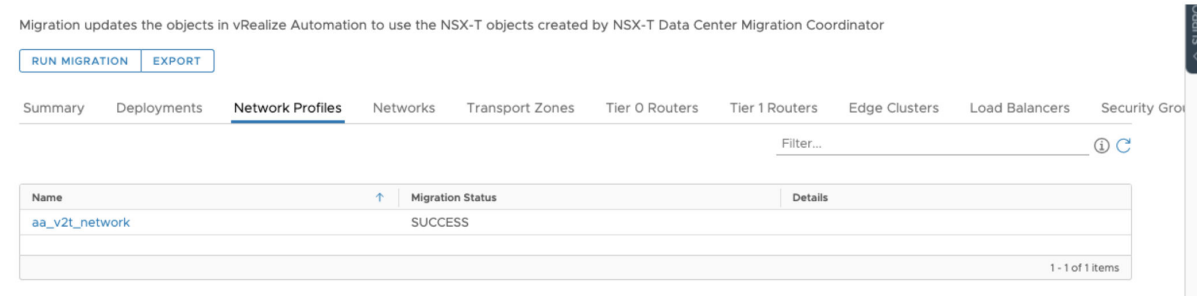 Migration updates the objects in vRealize Automation to use the NSX-T objects created by NSX-T Data Center Migration Coordinator
RUN MIGRATION EXPORT
Summary Deployments Network Profiles Networks Transport Zones Tier 0 Routers Tier 1 Routers Edge Clusters Load Balancers Security Grou
Filter...
Name Migration Status Details
aa_v2t_network SUCCESS
1 - 1 of 1 items